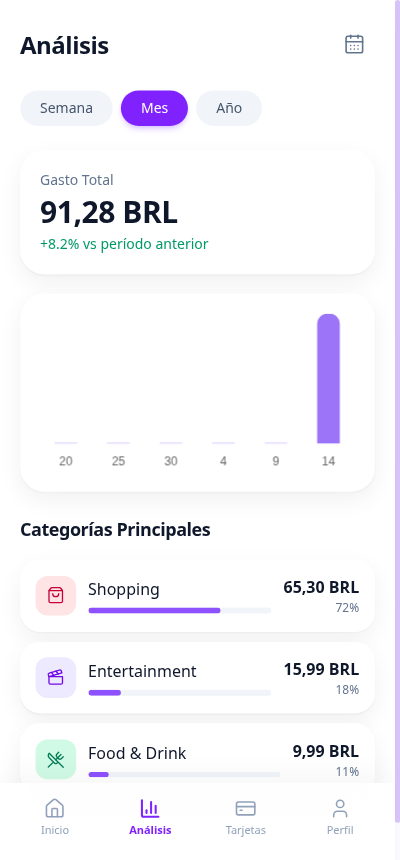 Análisis
Semana Mes Año
Gasto Total
91,28 BRL
+8.2% vs período anterior
20 25 30 4 9 14
Categorías Principales
Shopping 65,30 BRL
72%
Entertainment 15,99 BRL
18%
Food & Drink 9,99 BRL
11%
Inicio Análisis Tarjetas Perfil